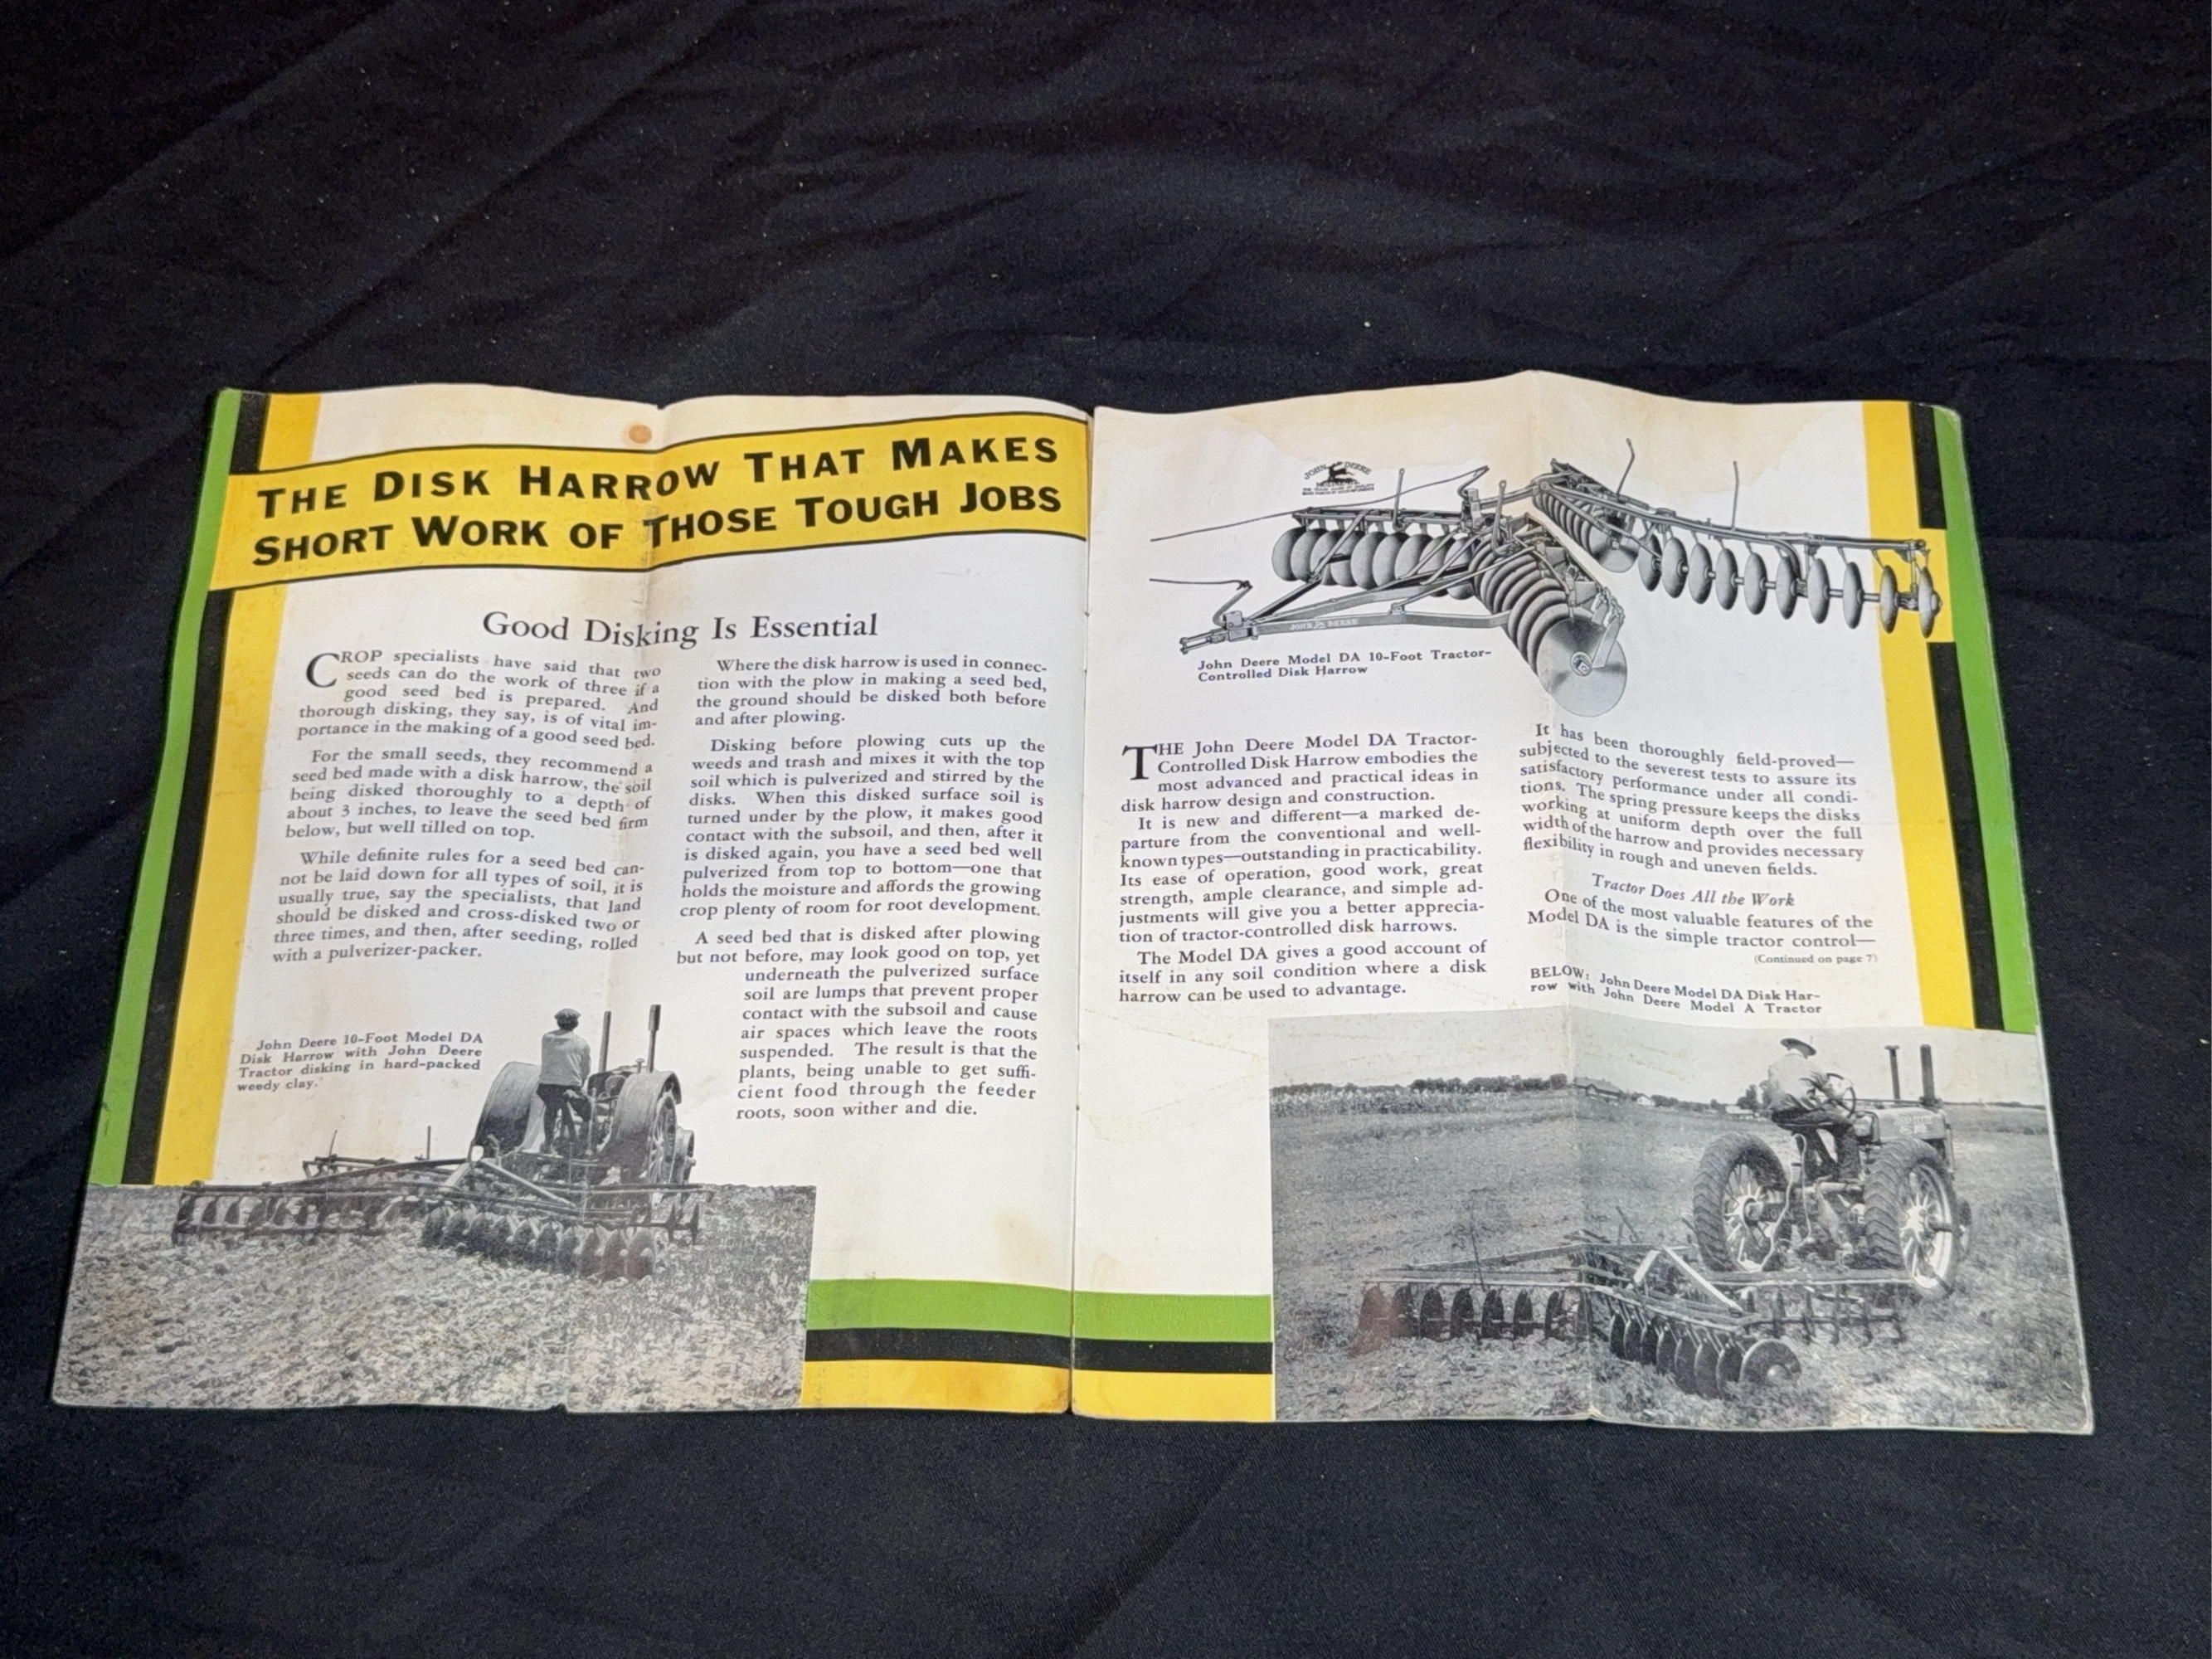 THE DISK HARROW THAT MAKES
SHORT WORK OF THOSE TOUGH JOBS
Good Disking Is Essential
CROP specialists have said that two
seeds can do the work of three if a
good seed bed is prepared. And
thorough disking, they say, is of vital im-
portance in the making of a good seed bed.
For the small seeds, they recommend a
seed bed made with a disk harrow, the soil
being disked thoroughly to a depth of
about 3 inches, to leave the seed bed firm
below, but well tilled on top.
While definite rules for a seed bed can-
not be laid down for all types of soil, it is
usually true, say the specialists, that land
should be disked and cross-disked two or
three times, and then, after seeding, rolled
with a pulverizer-packer.
John Deere 10-Foot Model DA
Disk Harrow with John Deere
Tractor disking in hard-packed
weedy clay.
Where the disk harrow is used in connec-
tion with the plow in making a seed bed,
the ground should be disked both before
and after plowing.
Disking before plowing cuts up the
weeds and trash and mixes it with the top
soil which is pulverized and stirred by the
disks. When this disked surface soil is
turned under by the plow, it makes good
contact with the subsoil, and then, after it
is disked again, you have a seed bed well
pulverized from top to bottom—one that
holds the moisture and affords the growing
crop plenty of room for root development.
A seed bed that is disked after plowing
but not before, may look good on top, yet
underneath the pulverized surface
soil are lumps that prevent proper
contact with the subsoil and cause
air spaces which leave the roots
suspended. The result is that the
plants, being unable to get suffi-
cient food through the feeder
roots, soon wither and die.
JOHN DEERE
JOHN DEERE
John Deere Model DA 10-Foot Tractor-
Controlled Disk Harrow
THE John Deere Model DA Tractor-
Controlled Disk Harrow embodies the
most advanced and practical ideas in
disk harrow design and construction.
It is new and different—a marked de-
parture from the conventional and well-
known types—outstanding in practicability.
Its ease of operation, good work, great
strength, ample clearance, and simple ad-
justments will give you a better apprecia-
tion of tractor-controlled disk harrows.
The Model DA gives a good account of
itself in any soil condition where a disk
harrow can be used to advantage.
It has been thoroughly field-proved—
subjected to the severest tests to assure its
satisfactory performance under all condi-
tions. The spring pressure keeps the disks
working at uniform depth over the full
width of the harrow and provides necessary
flexibility in rough and uneven fields.
Tractor Does All the Work
One of the most valuable features of the
Model DA is the simple tractor control—
(Continued on page 7)
BELOW: John Deere Model DA Disk Har-
row with John Deere Model A Tractor